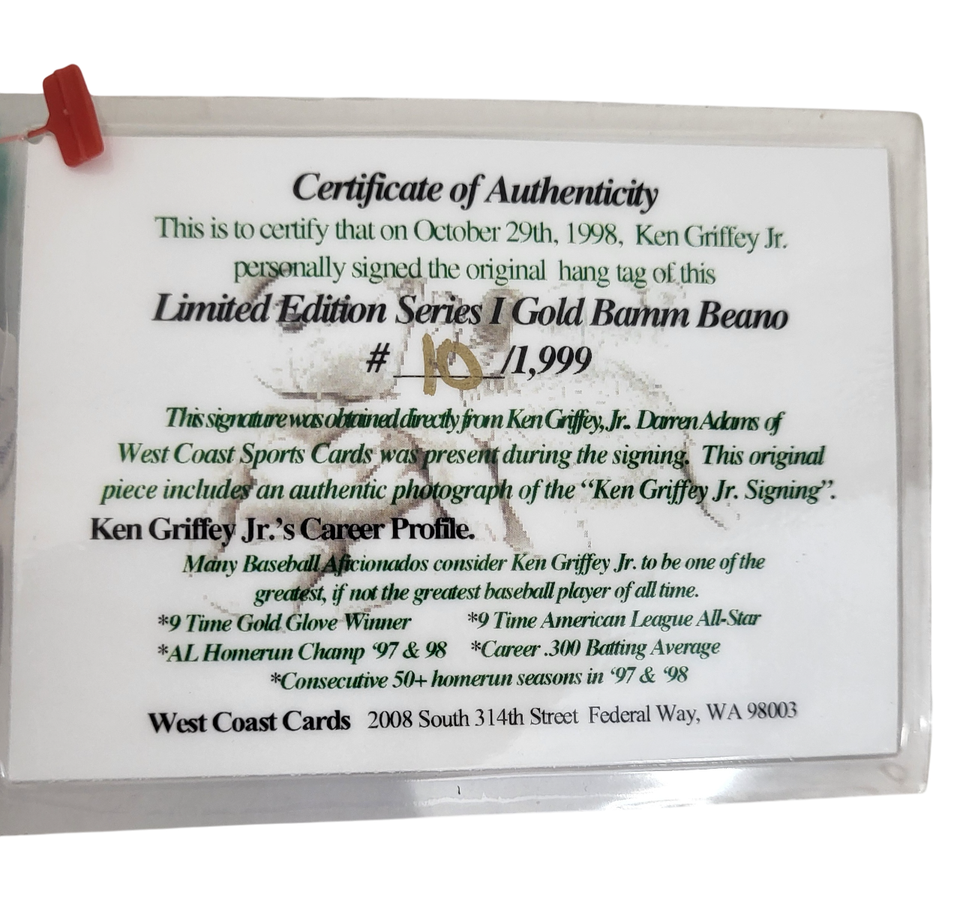 Certificate of Authenticity
This is to certify that on October 29th, 1998, Ken Griffey Jr.
personally signed the original hang tag of this
Limited Edition Series I Gold Bamm Beano
# 10 /1,999
This signature was obtained directly from Ken Griffey, Jr. Darren Adams of
West Coast Sports Cards was present during the signing. This original
piece includes an authentic photograph of the “Ken Griffey Jr. Signing”.
Ken Griffey Jr.’s Career Profile.
Many Baseball Aficionados consider Ken Griffey Jr. to be one of the
greatest, if not the greatest baseball player of all time.
*9 Time Gold Glove Winner *9 Time American League All-Star
*AL Homerun Champ ‘97 & 98 *Career .300 Batting Average
*Consecutive 50+ homerun seasons in ‘97 & ‘98
West Coast Cards 2008 South 314th Street Federal Way, WA 98003